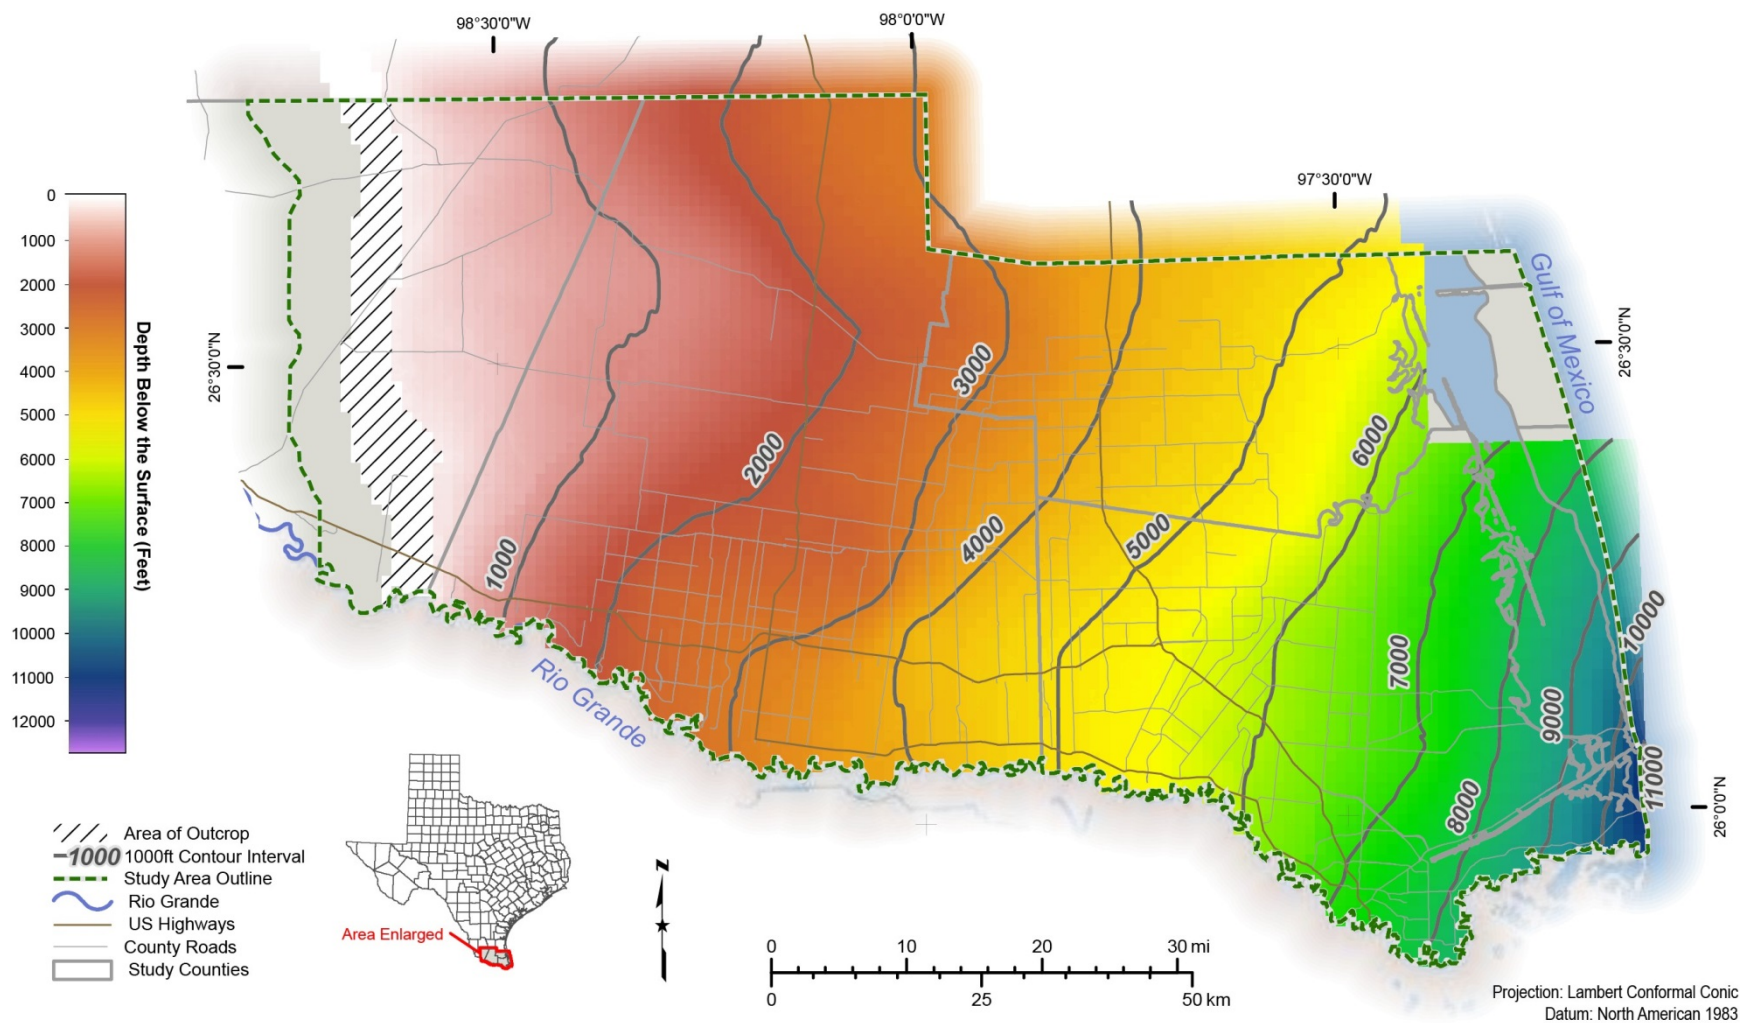 98°30'0"W
98°0'0"W
97°30'0"W
Gulf of Mexico
26°30'0"N
26°30'0"N
0
1000
2000
3000
4000
5000
6000
7000
8000
9000
10000
11000
12000
Depth Below the Surface (Feet)
1000
2000
3000
4000
5000
6000
7000
8000
9000
10000
11000
Rio Grande
26°0'0"N
Area of Outcrop
1000 1000ft Contour Interval
Study Area Outline
Rio Grande
US Highways
County Roads
Study Counties
Area Enlarged
N
0 10 20 30 mi
0 25 50 km
Projection: Lambert Conformal Conic
Datum: North American 1983